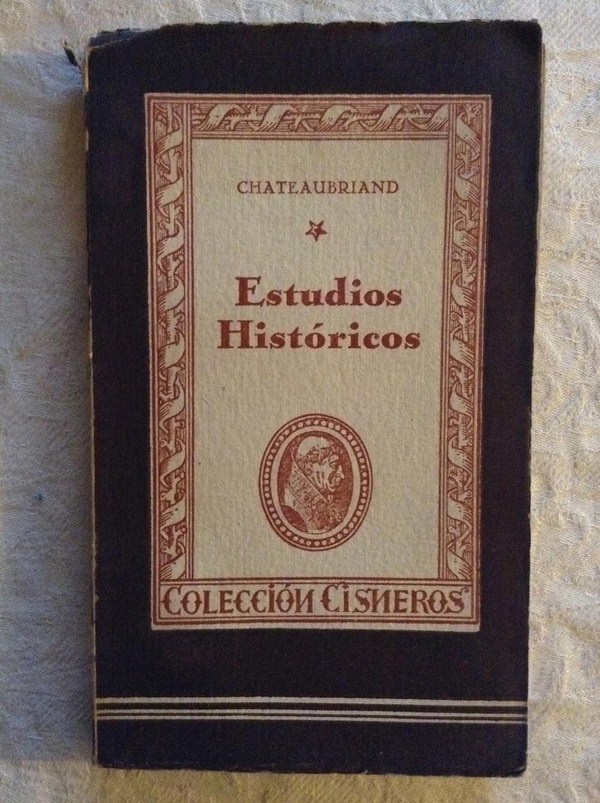 CHATEAUBRIAND
Estudios
Históricos
COLECCIÓN CISNEROS